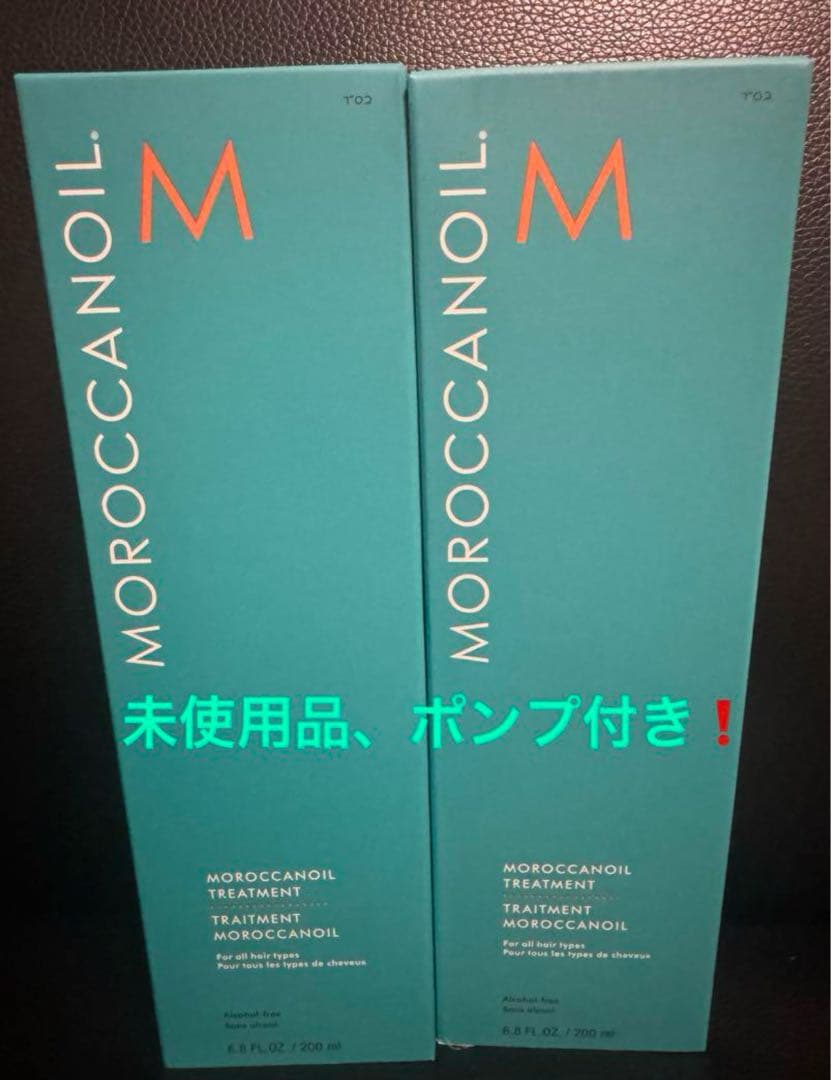 MOROCCANOIL.
M
MOROCCANOIL
TREATMENT
TRAITMENT
MOROCCANOIL
For all hair types
Pour tous les types de cheveux
Alcohol-free
Sans alcool
6.8 FL.OZ. / 200 ml
MOROCCANOIL.
M
MOROCCANOIL
TREATMENT
TRAITMENT
MOROCCANOIL
For all hair types
Pour tous les types de cheveux
Alcohol-free
Sans alcool
6.8 FL.OZ. / 200 ml
未使用品、ポンプ付き❗